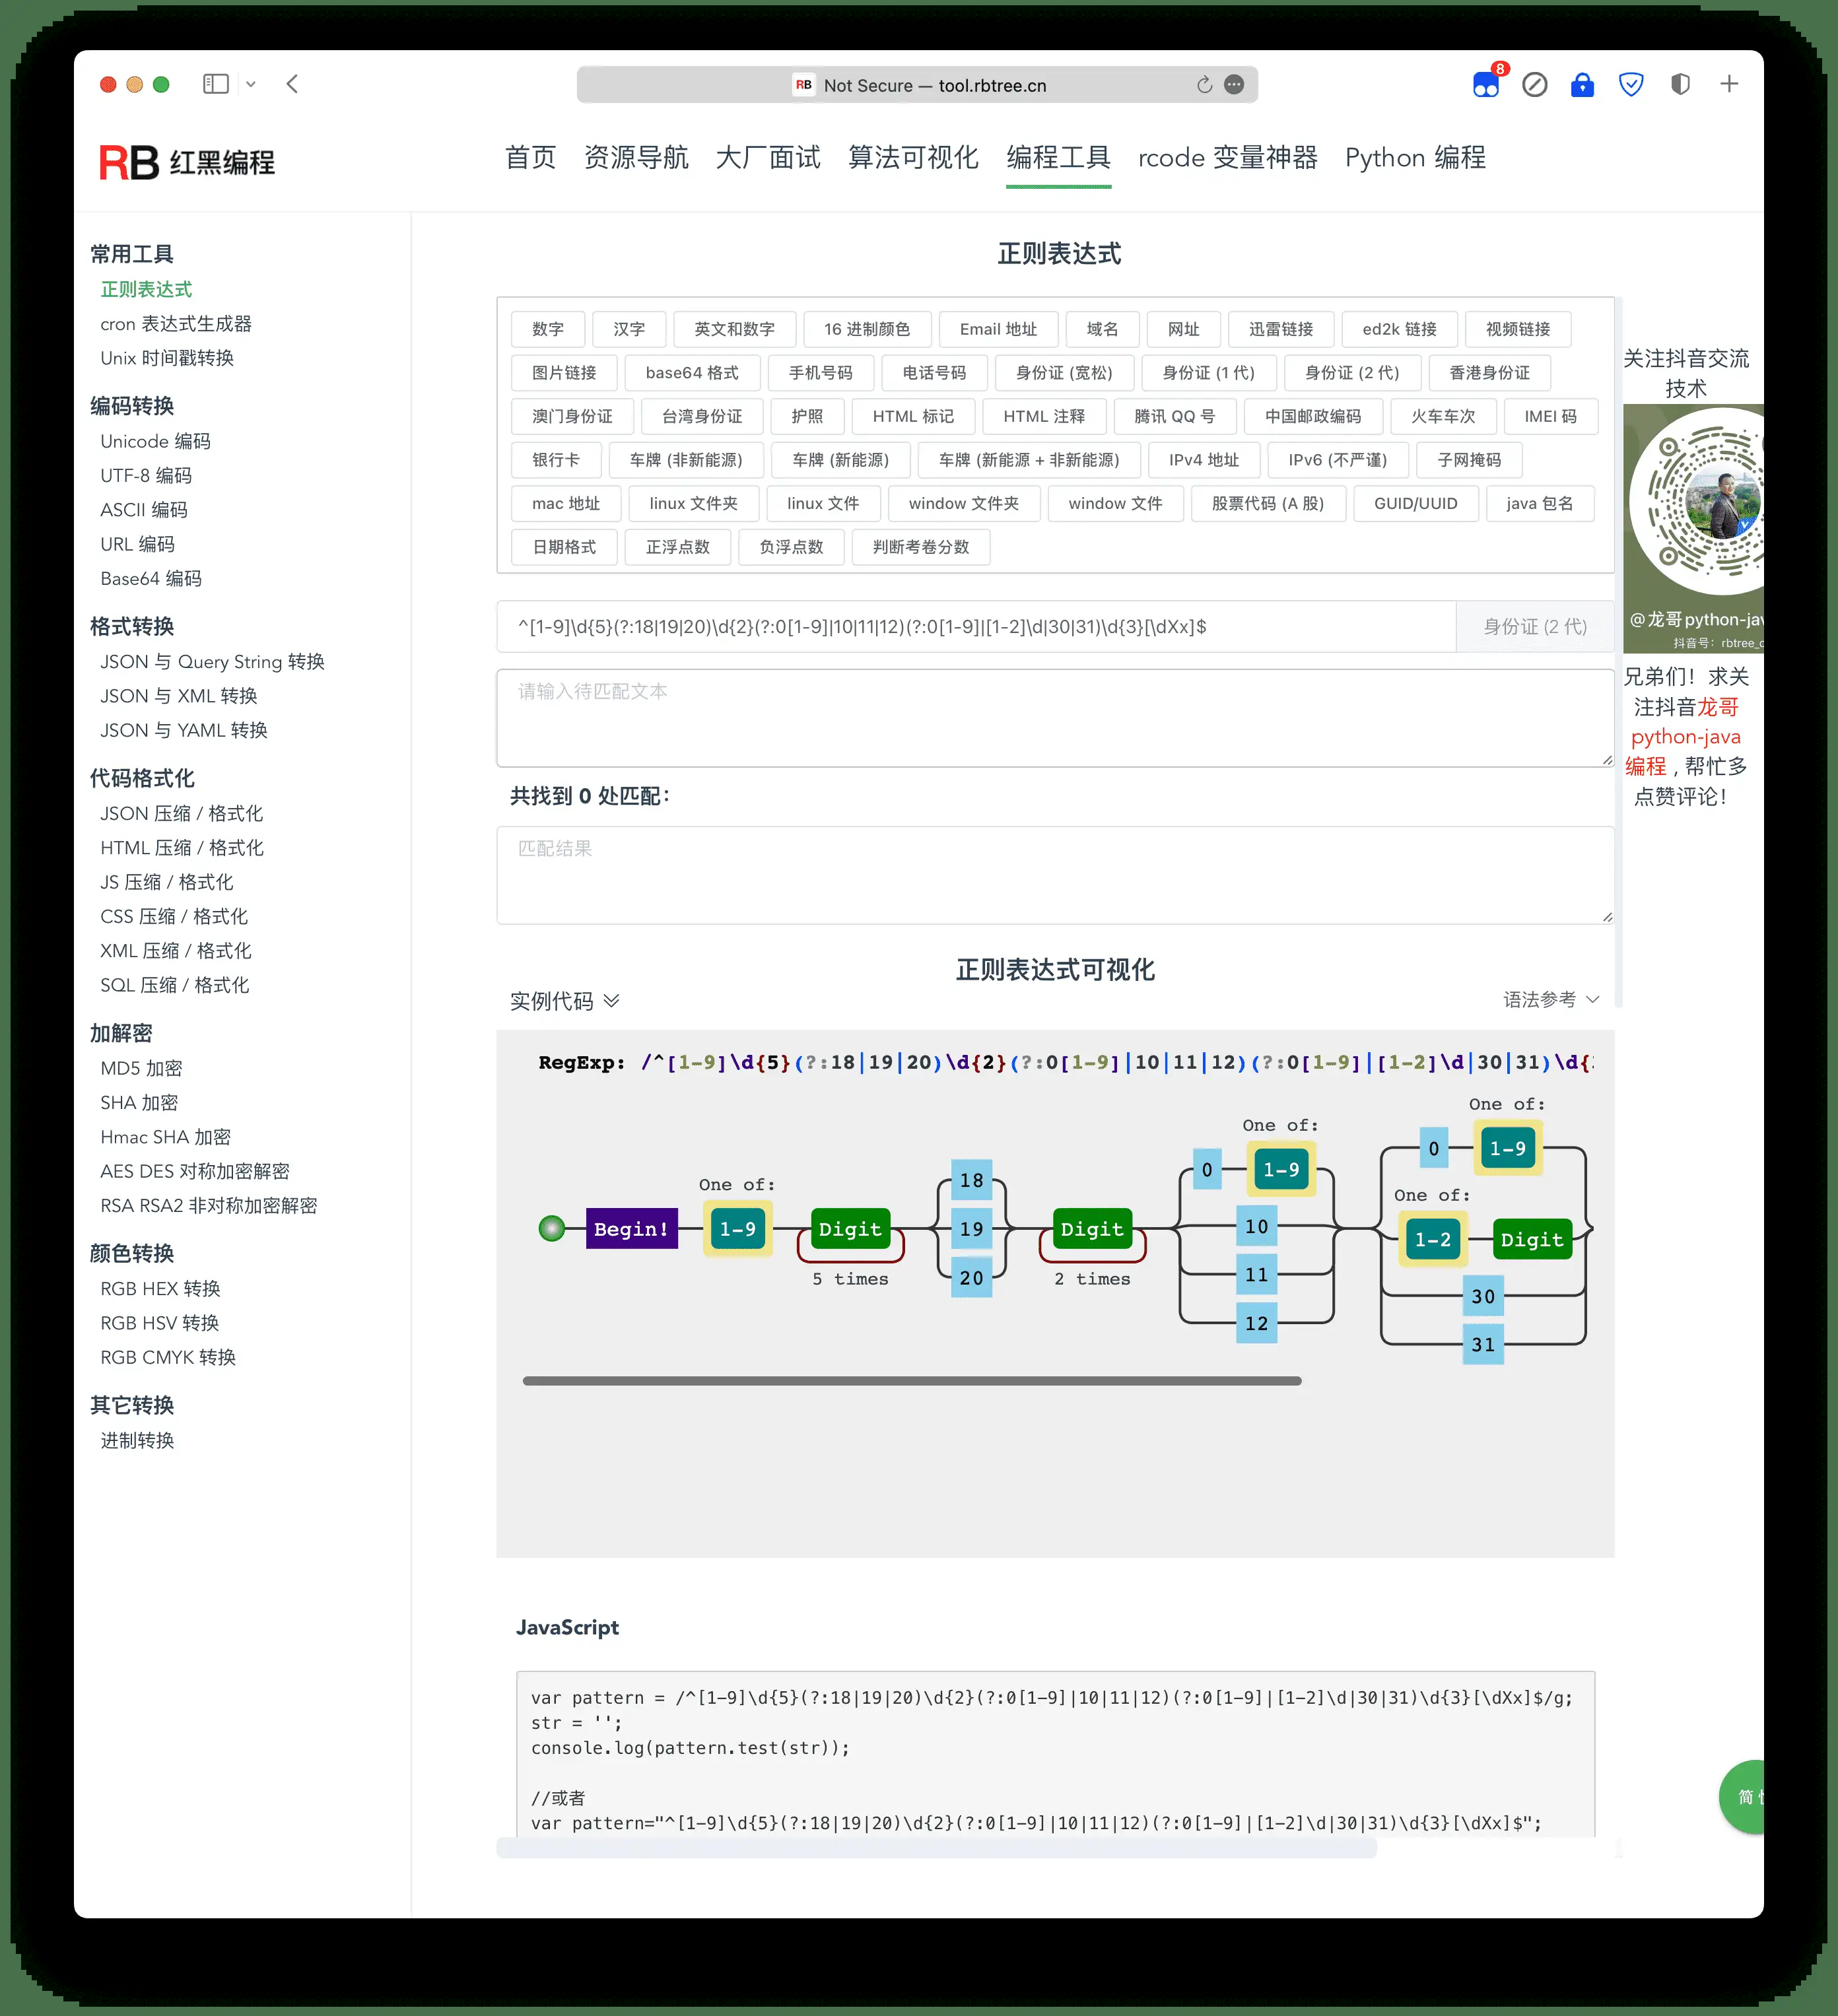 8
RB Not Secure — tool.rbtree.cn
RB 红黑编程
首页 资源导航 大厂面试 算法可视化 编程工具 rcode 变量神器 Python 编程
常用工具
正则表达式
cron 表达式生成器
Unix 时间戳转换
编码转换
Unicode 编码
UTF-8 编码
ASCII 编码
URL 编码
Base64 编码
格式转换
JSON 与 Query String 转换
JSON 与 XML 转换
JSON 与 YAML 转换
代码格式化
JSON 压缩 / 格式化
HTML 压缩 / 格式化
JS 压缩 / 格式化
CSS 压缩 / 格式化
XML 压缩 / 格式化
SQL 压缩 / 格式化
加解密
MD5 加密
SHA 加密
Hmac SHA 加密
AES DES 对称加密解密
RSA RSA2 非对称加密解密
颜色转换
RGB HEX 转换
RGB HSV 转换
RGB CMYK 转换
其它转换
进制转换
正则表达式
数字 汉字 英文和数字 16 进制颜色 Email 地址 域名 网址 迅雷链接 ed2k 链接 视频链接
图片链接 base64 格式 手机号码 电话号码 身份证 (宽松) 身份证 (1 代) 身份证 (2 代) 香港身份证
澳门身份证 台湾身份证 护照 HTML 标记 HTML 注释 腾讯 QQ 号 中国邮政编码 火车车次 IMEI 码
银行卡 车牌 (非新能源) 车牌 (新能源) 车牌 (新能源 + 非新能源) IPv4 地址 IPv6 (不严谨) 子网掩码
mac 地址 linux 文件夹 linux 文件 window 文件夹 window 文件 股票代码 (A 股) GUID/UUID java 包名
日期格式 正浮点数 负浮点数 判断考卷分数
^[1-9]\d{5}(?:18|19|20)\d{2}(?:0[1-9]|10|11|12)(?:0[1-9]|[1-2]\d|30|31)\d{3}[\dXx]$ 身份证 (2 代)
请输入待匹配文本
共找到 0 处匹配：
匹配结果
正则表达式可视化
实例代码 语法参考
RegExp: /^[1-9]\d{5}(?:18|19|20)\d{2}(?:0[1-9]|10|11|12)(?:0[1-9]|[1-2]\d|30|31)\d{
Begin!
One of:
1-9
Digit
5 times
18
19
20
Digit
2 times
One of:
0 1-9
10
11
12
One of:
0 1-9
One of:
1-2 Digit
30
31
JavaScript
var pattern = /^[1-9]\d{5}(?:18|19|20)\d{2}(?:0[1-9]|10|11|12)(?:0[1-9]|[1-2]\d|30|31)\d{3}[\dXx]$/g;
str = '';
console.log(pattern.test(str));
//或者
var pattern="^[1-9]\d{5}(?:18|19|20)\d{2}(?:0[1-9]|10|11|12)(?:0[1-9]|[1-2]\d|30|31)\d{3}[\dXx]$";
关注抖音交流
技术
@龙哥python-jav
抖音号：rbtree_c
兄弟们！求关
注抖音龙哥
python-java
编程 , 帮忙多
点赞评论！
简